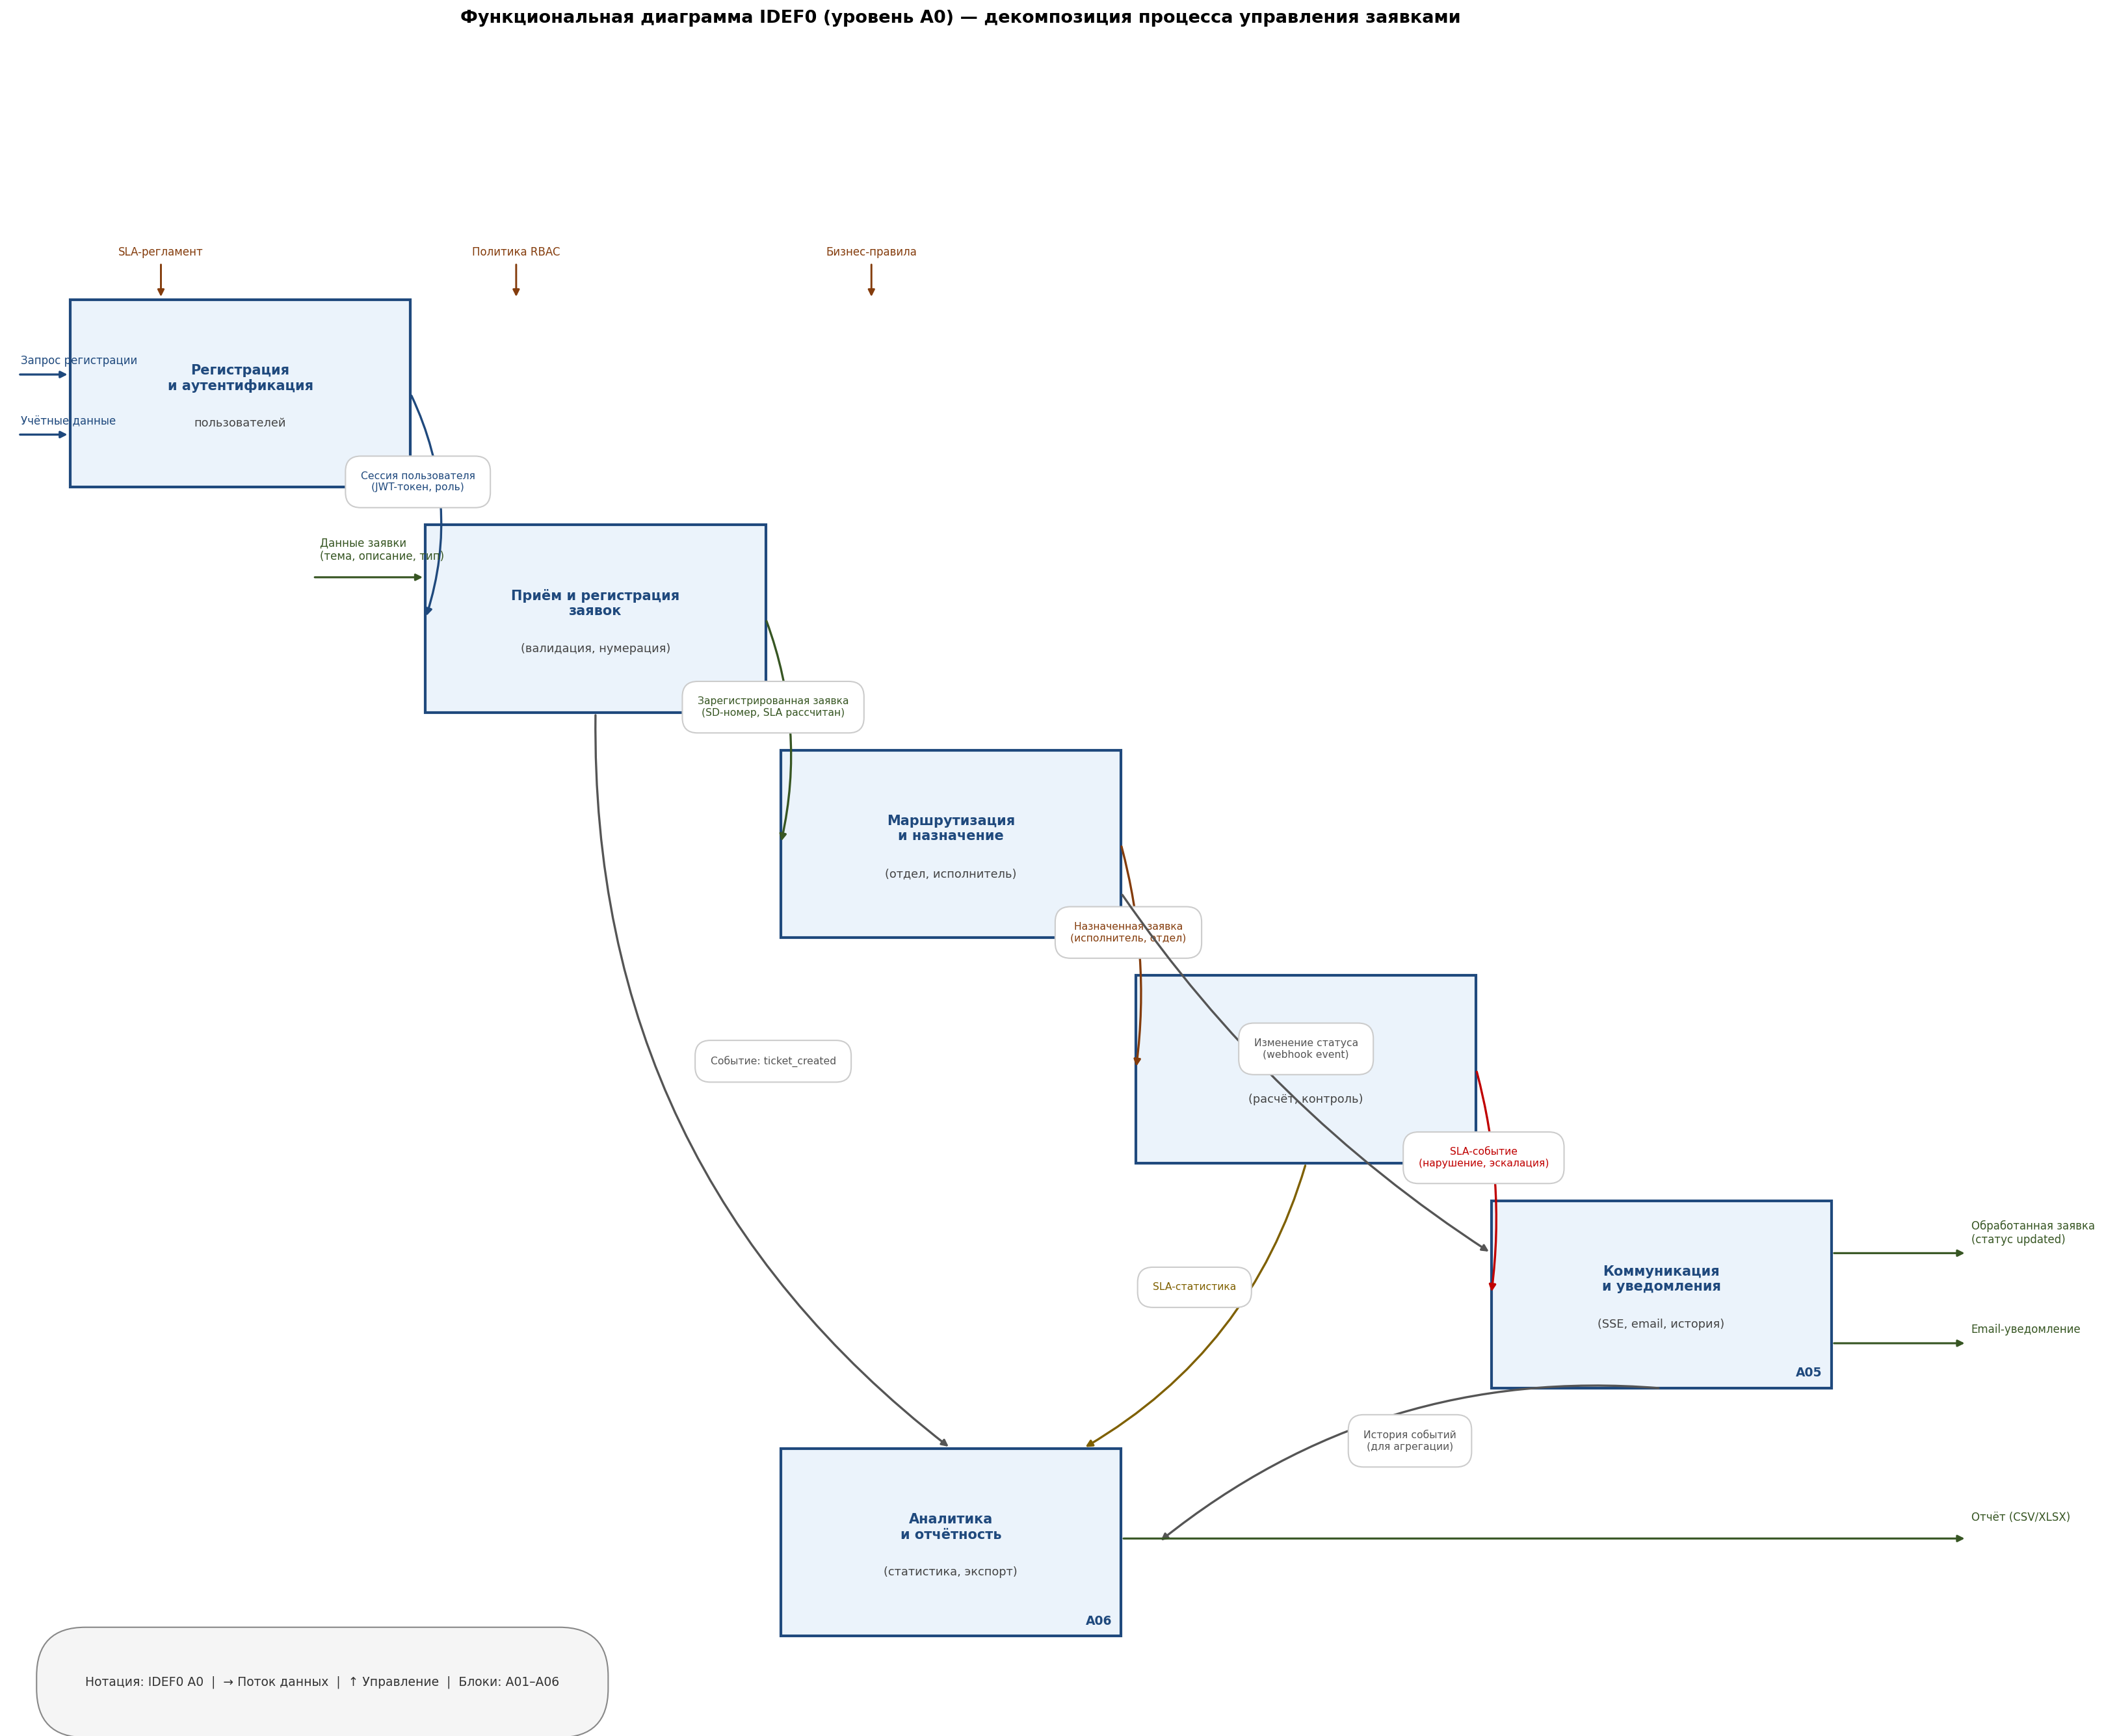 Функциональная диаграмма IDEF0 (уровень A0) — декомпозиция процесса управления заявками
SLA-регламент
Политика RBAC
Бизнес-правила
Запрос регистрации
Учётные данные
Регистрация
и аутентификация
пользователей
Сессия пользователя
(JWT-токен, роль)
Данные заявки
(тема, описание, тип)
Приём и регистрация
заявок
(валидация, нумерация)
Зарегистрированная заявка
(SD-номер, SLA рассчитан)
Маршрутизация
и назначение
(отдел, исполнитель)
Назначенная заявка
(исполнитель, отдел)
Событие: ticket_created
Изменение статуса
(webhook event)
(расчёт, контроль)
SLA-событие
(нарушение, эскалация)
SLA-статистика
Коммуникация
и уведомления
(SSE, email, история)
A05
Обработанная заявка
(статус updated)
Email-уведомление
История событий
(для агрегации)
Аналитика
и отчётность
(статистика, экспорт)
A06
Отчёт (CSV/XLSX)
Нотация: IDEF0 A0 | → Поток данных | ↑ Управление | Блоки: A01–A06